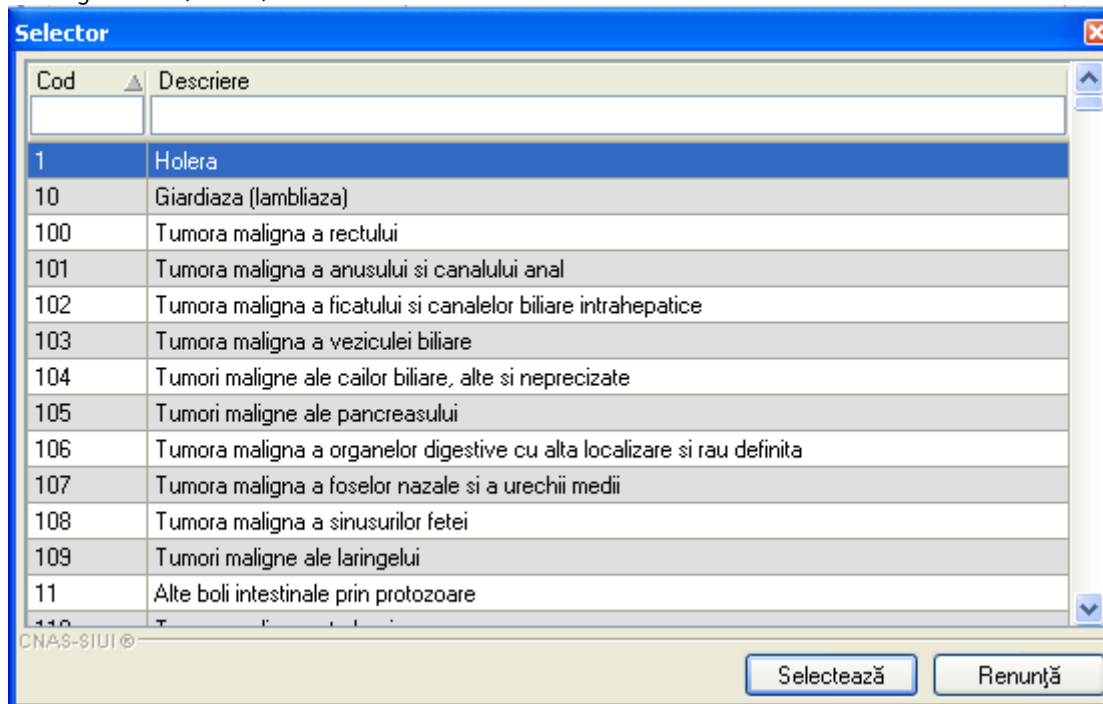 Selector
Cod Descriere
1 Holera
10 Giardiaza (lambliaza)
100 Tumora maligna a rectului
101 Tumora maligna a anusului si canalului anal
102 Tumora maligna a ficatului si canalelor biliare intrahepatice
103 Tumora maligna a veziculei biliare
104 Tumori maligne ale cailor biliare, alte si neprecizate
105 Tumori maligne ale pancreasului
106 Tumora maligna a organelor digestive cu alta localizare si rau definita
107 Tumora maligna a foselor nazale si a urechii medii
108 Tumora maligna a sinusurilor fetei
109 Tumori maligne ale laringelui
11 Alte boli intestinale prin protozoare
CNAS-SIUI®
Selectează Renunţă